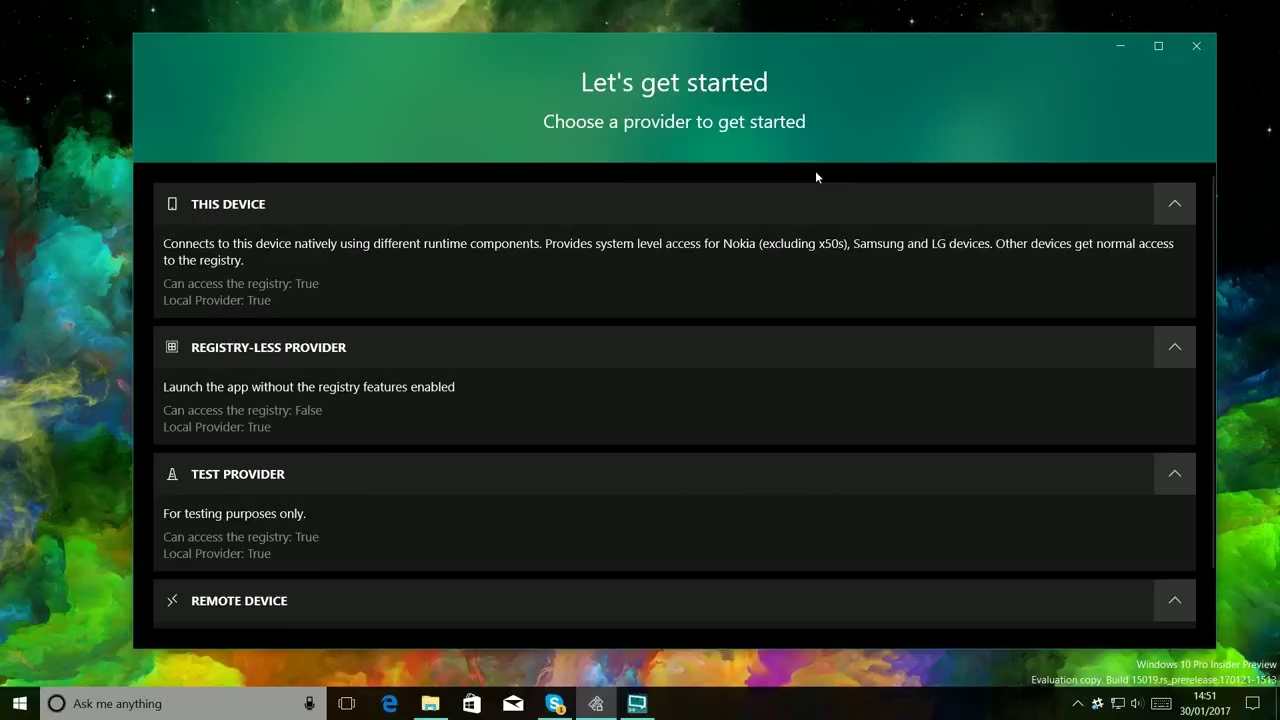 Let's get started
Choose a provider to get started
THIS DEVICE
Connects to this device natively using different runtime components. Provides system level access for Nokia (excluding x50s), Samsung and LG devices. Other devices get normal access
to the registry.
Can access the registry: True
Local Provider: True
REGISTRY-LESS PROVIDER
Launch the app without the registry features enabled
Can access the registry: False
Local Provider: True
TEST PROVIDER
For testing purposes only.
Can access the registry: True
Local Provider: True
REMOTE DEVICE
Windows 10 Pro Insider Preview
Evaluation copy. Build 15019.rs_prerelease.170121-1513
Ask me anything
14:51
30/01/2017